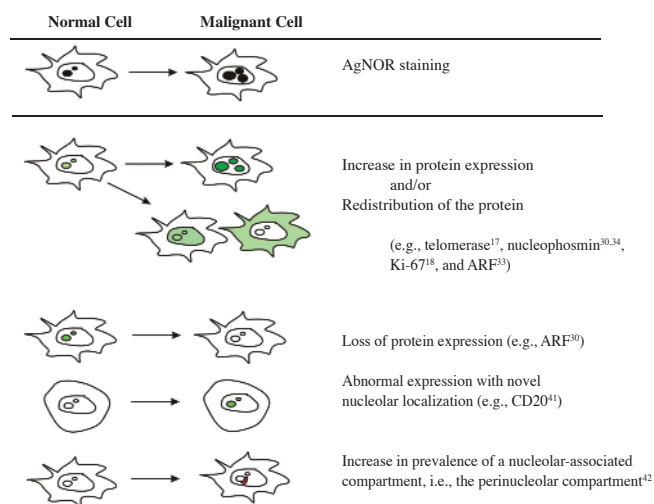 Normal Cell Malignant Cell
AgNOR staining
Increase in protein expression
and/or
Redistribution of the protein
(e.g., telomerase¹⁷, nucleophosmin³⁰,³⁴,
Ki-67¹⁸, and ARF³³)
Loss of protein expression (e.g., ARF³⁰)
Abnormal expression with novel
nucleolar localization (e.g., CD20⁴¹)
Increase in prevalence of a nucleolar-associated
compartment, i.e., the perinucleolar compartment⁴²